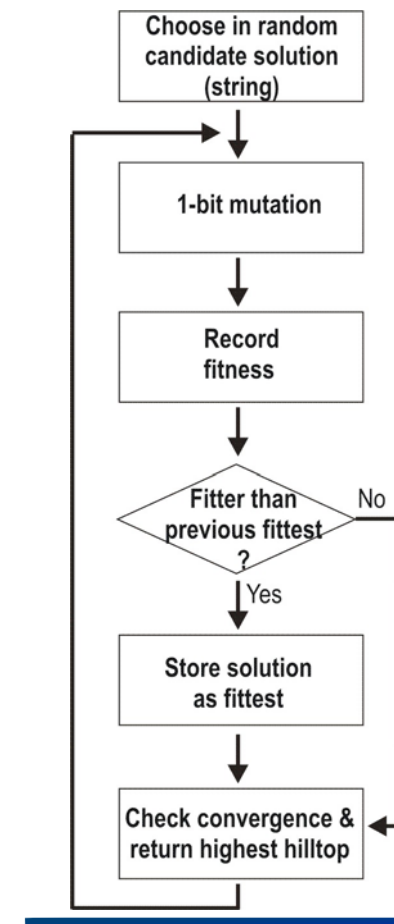 Choose in random
candidate solution
(string)
1-bit mutation
Record
fitness
Fitter than
previous fittest
?
No
Yes
Store solution
as fittest
Check convergence &
return highest hilltop